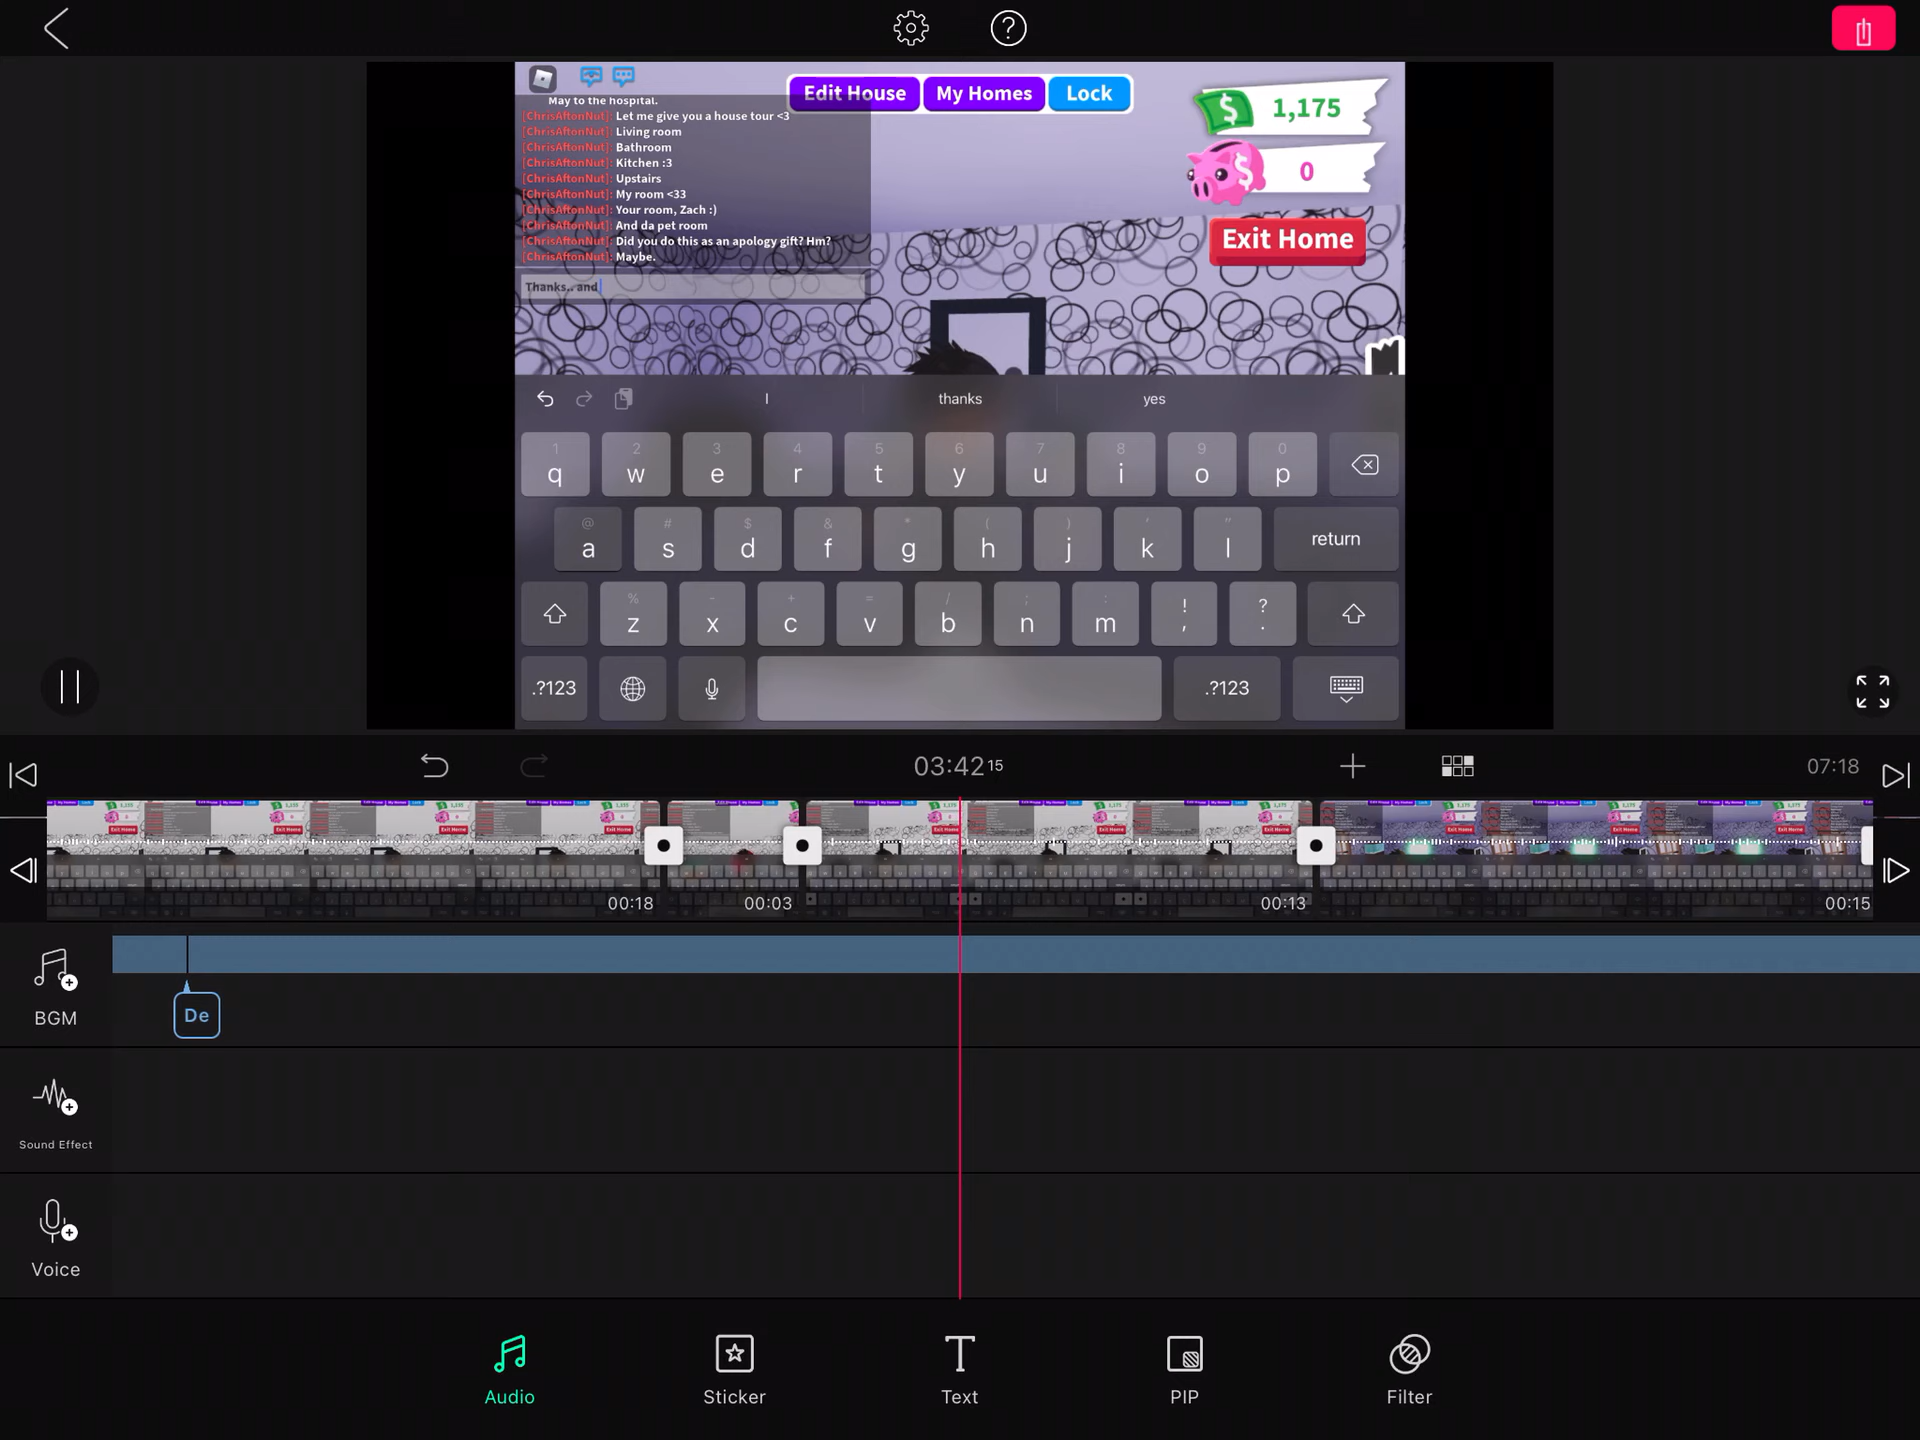 Edit House My Homes Lock
1,175
0
Exit Home
May to the hospital.
[ChrisAftonNut]: Let me give you a house tour <3
[ChrisAftonNut]: Living room
[ChrisAftonNut]: Bathroom
[ChrisAftonNut]: Kitchen :3
[ChrisAftonNut]: Upstairs
[ChrisAftonNut]: My room <33
[ChrisAftonNut]: Your room, Zach :)
[ChrisAftonNut]: And da pet room
[ChrisAftonNut]: Did you do this as an apology gift? Hm?
[ChrisAftonNut]: Maybe.
Thanks.. and
I thanks yes
1 2 3 4 5 6 7 8 9 0
q w e r t y u i o p
@ # $ & * ( ) ' "
a s d f g h j k l return
% - + = / ; : ! ?
z x c v b n m , .
.?123 .?123
03:42 15
07:18
00:18 00:03 00:13 00:15
BGM
De
Sound Effect
Voice
Audio Sticker Text PIP Filter